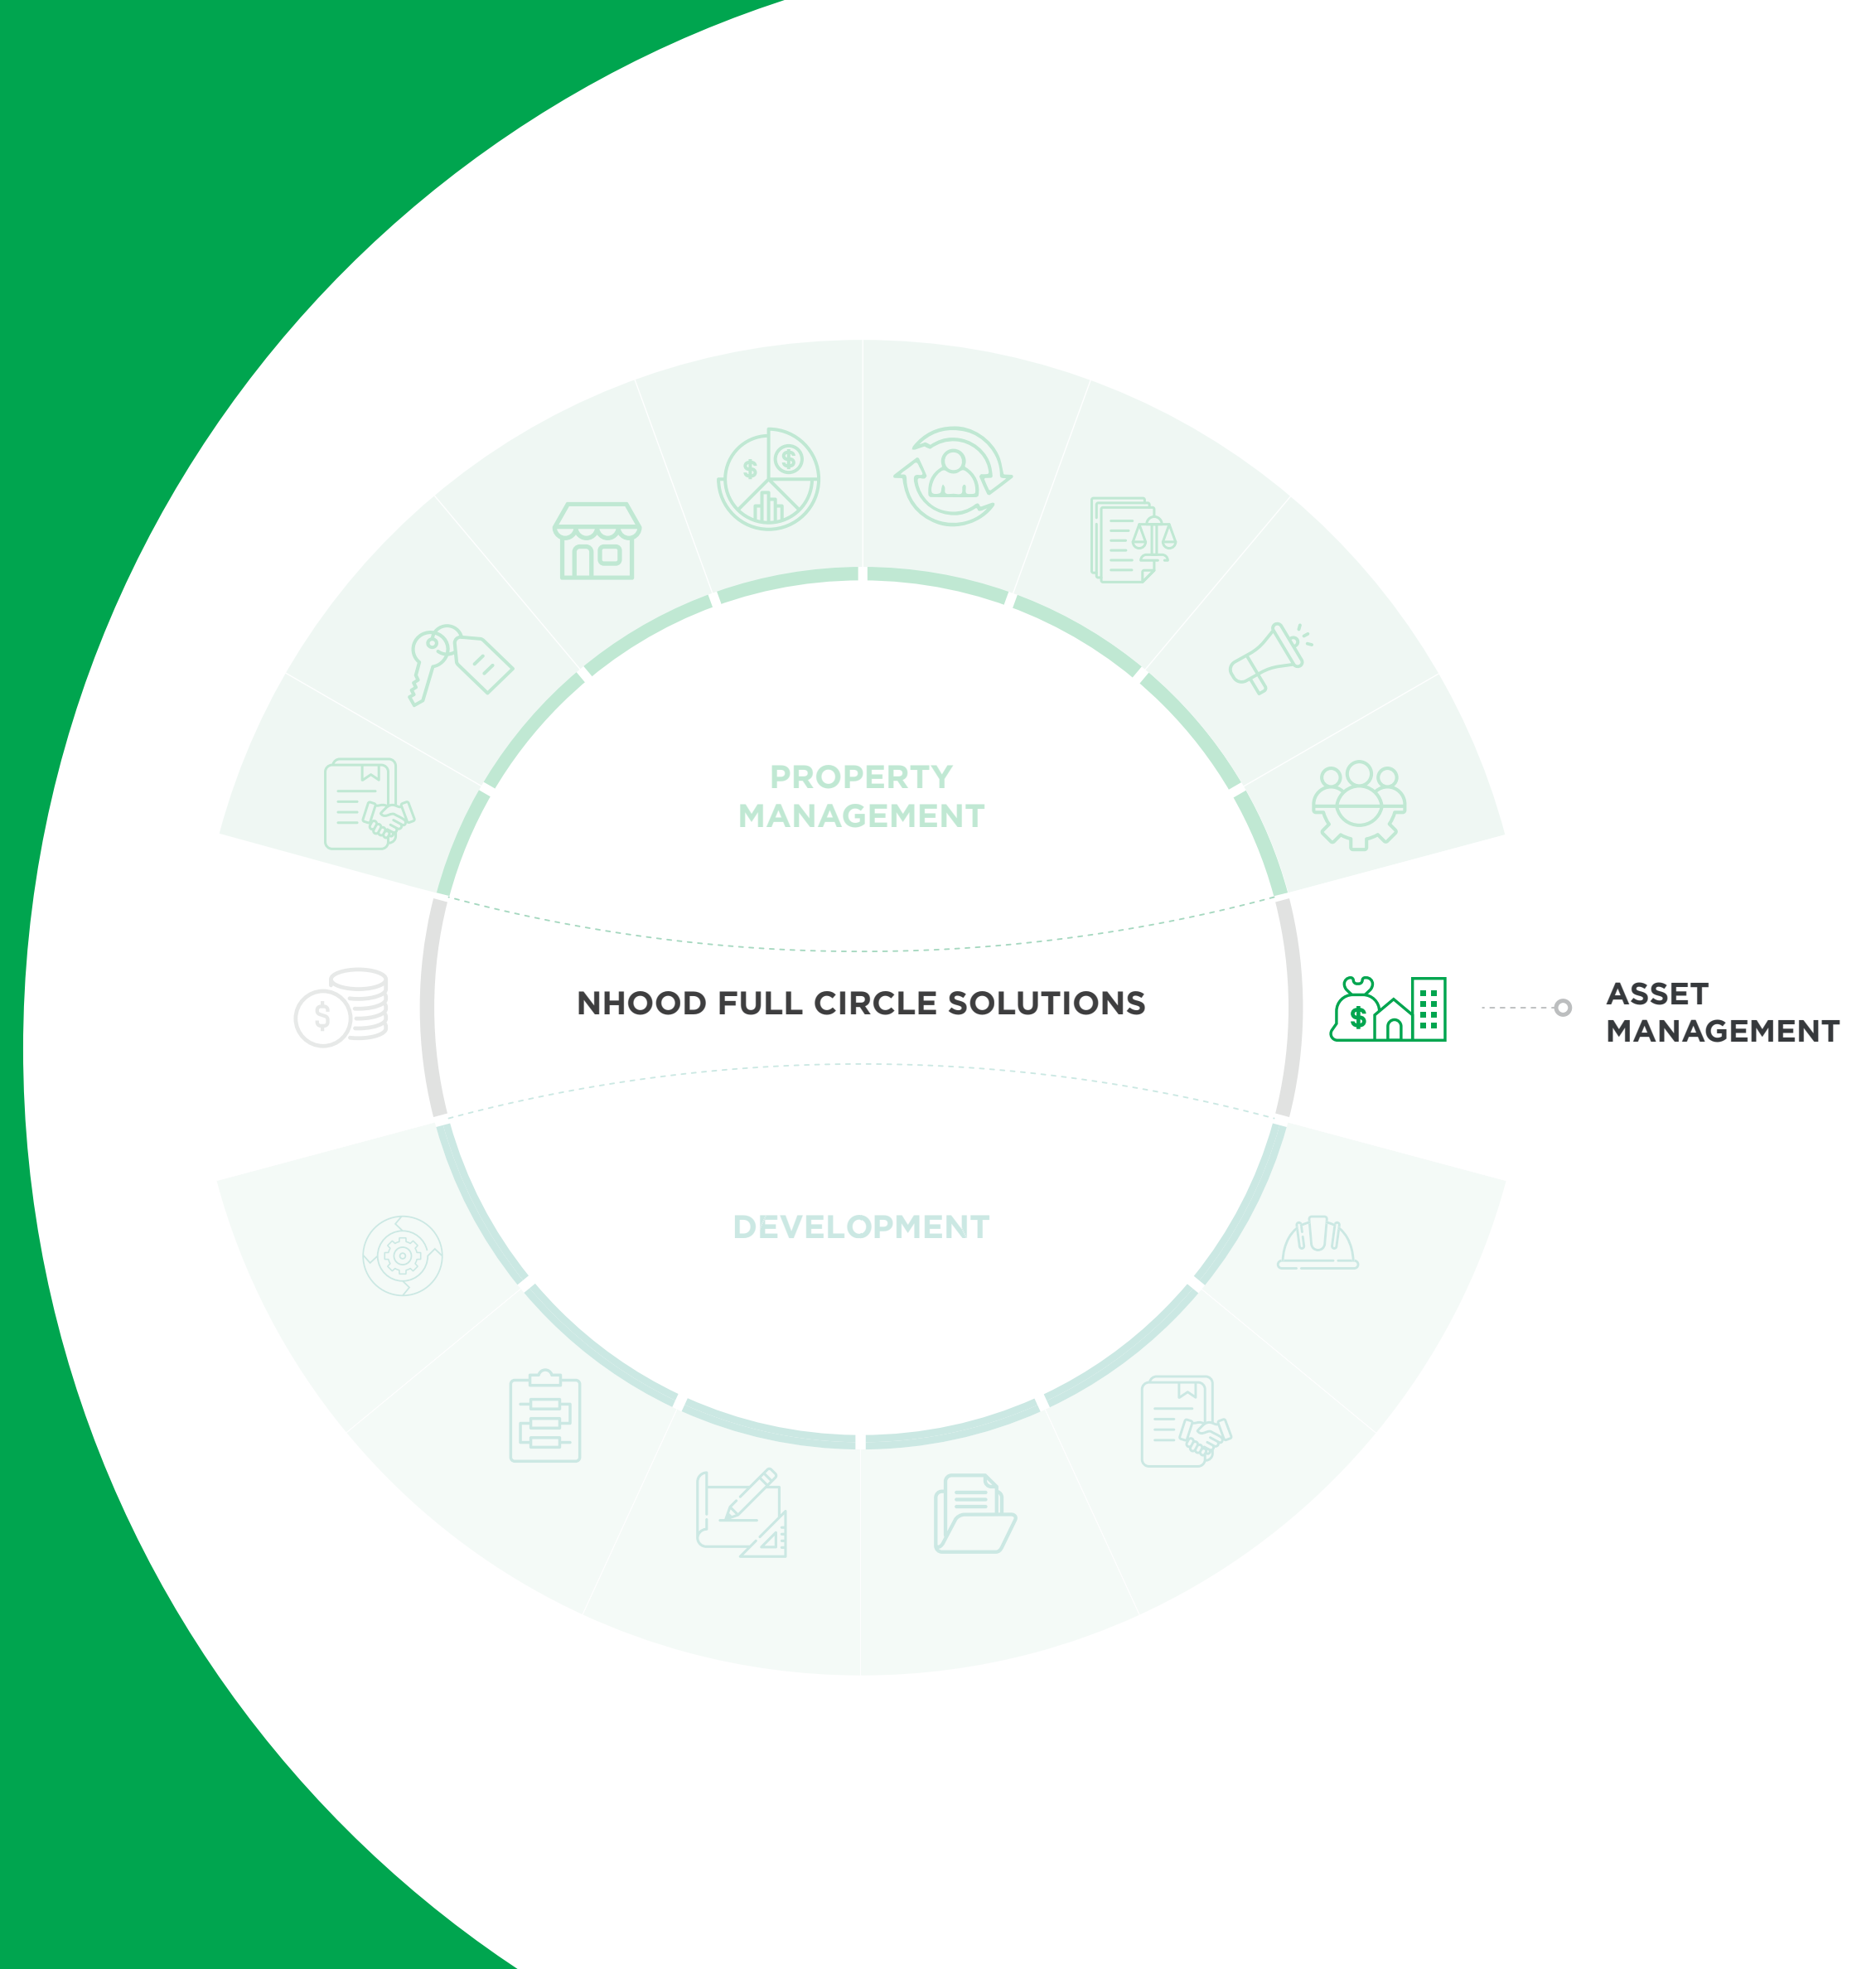 PROPERTY
MANAGEMENT
NHOOD FULL CIRCLE SOLUTIONS
ASSET
MANAGEMENT
DEVELOPMENT